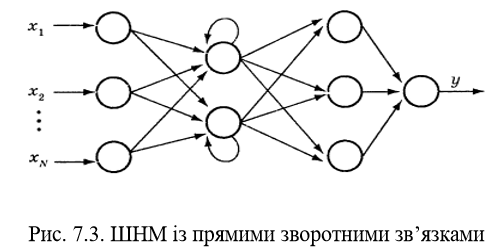 x1
y
x2
⋮
xN
Рис. 7.3. ШНМ із прямими зворотними зв’язками